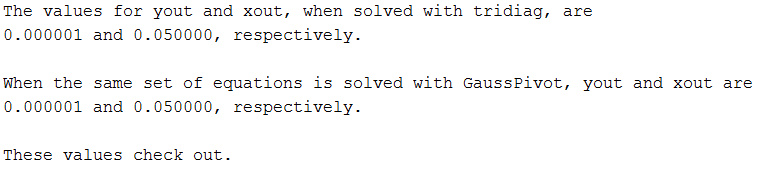 The values for yout and xout, when solved with tridiag, are
0.000001 and 0.050000, respectively.
When the same set of equations is solved with GaussPivot, yout and xout are
0.000001 and 0.050000, respectively.
These values check out.